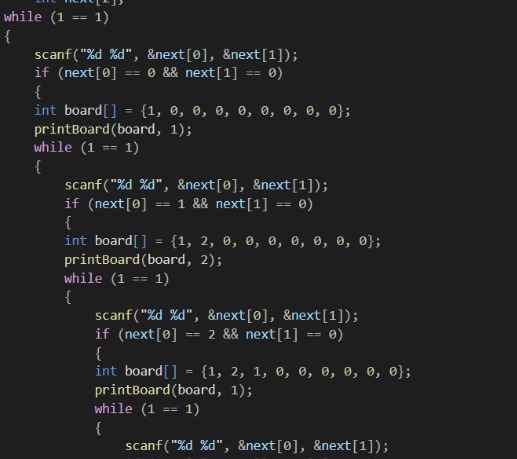 int next[2];
while (1 == 1)
{
scanf("%d %d", &next[0], &next[1]);
if (next[0] == 0 && next[1] == 0)
{
int board[] = {1, 0, 0, 0, 0, 0, 0, 0, 0};
printBoard(board, 1);
while (1 == 1)
{
scanf("%d %d", &next[0], &next[1]);
if (next[0] == 1 && next[1] == 0)
{
int board[] = {1, 2, 0, 0, 0, 0, 0, 0, 0};
printBoard(board, 2);
while (1 == 1)
{
scanf("%d %d", &next[0], &next[1]);
if (next[0] == 2 && next[1] == 0)
{
int board[] = {1, 2, 1, 0, 0, 0, 0, 0, 0};
printBoard(board, 1);
while (1 == 1)
{
scanf("%d %d", &next[0], &next[1]);